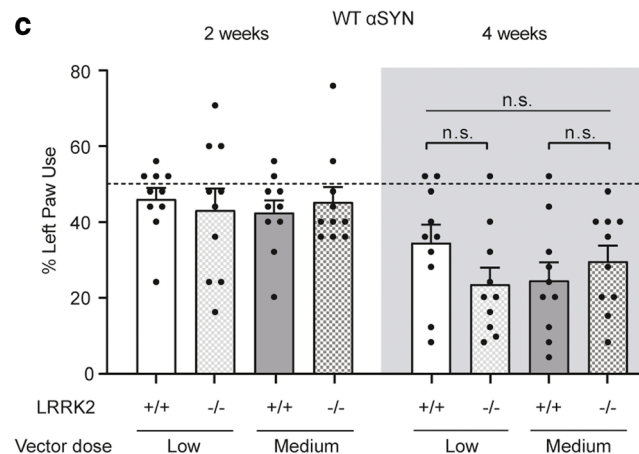 c
WT αSYN
2 weeks
4 weeks
80
60
40
20
0
% Left Paw Use
n.s.
n.s.
n.s.
LRRK2 +/+ -/- +/+ -/- +/+ -/- +/+ -/-
Vector dose Low Medium Low Medium